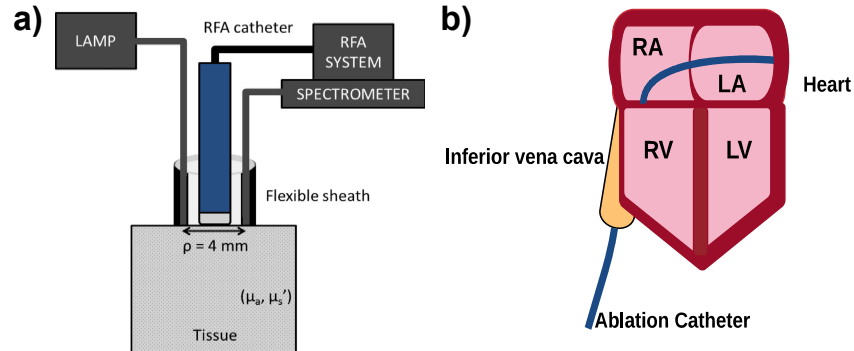 a)
LAMP
RFA catheter
RFA
SYSTEM
SPECTROMETER
Flexible sheath
ρ = 4 mm
(μₐ, μₛ’)
Tissue
b)
RA
LA
Heart
Inferior vena cava
RV
LV
Ablation Catheter